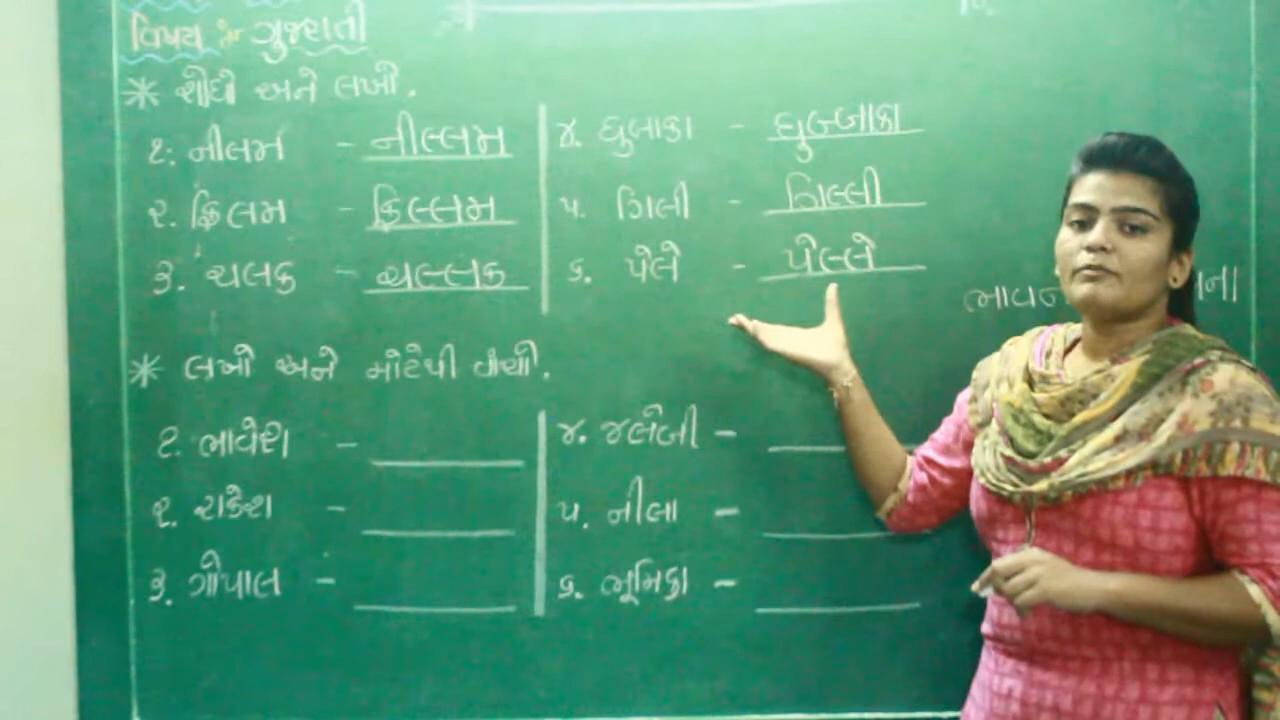 વિષય :- ગુજરાતી
* શોધો અને લખો.
૧. નીલમ - નીલ્લમ
૨. ફિલમ - ફિલ્લમ
૩. ચલક - ચલ્લક
૪. ધુબાકા - ધુબ્બાકા
૫. ગિલી - ગિલ્લી
૬. પેલે - પેલ્લે
* લખો અને મોટેથી વાંચો.
૧. ભાવેશ -
૨. રાકેશ -
૩. ગોપાલ -
૪. જલેબી -
૫. નીલા -
૬. ભૂમિકા -